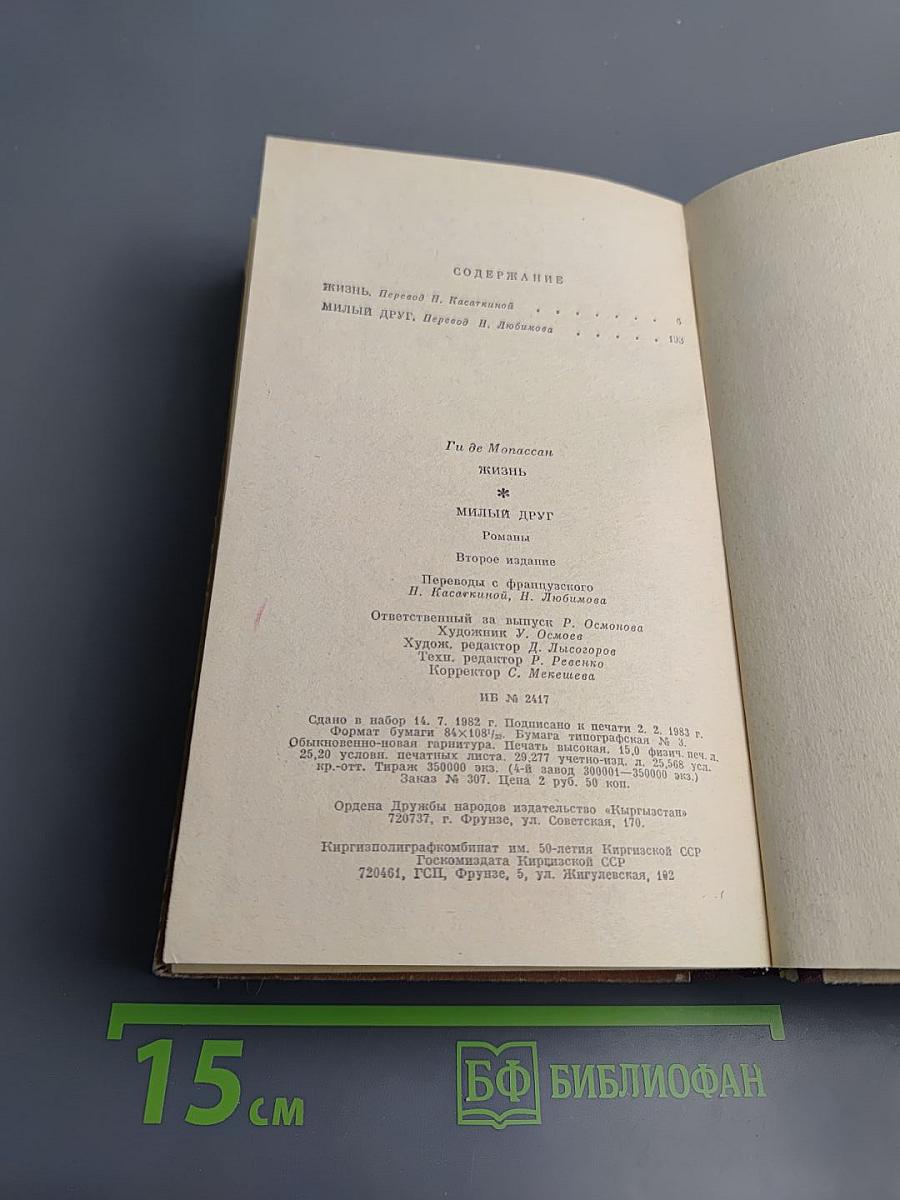 СОДЕРЖАНИЕ
ЖИЗНЬ. Перевод Н. Касаткиной . . . . . . . 5
МИЛЫЙ ДРУГ. Перевод Н. Любимова . . . . . 193
Ги де Мопассан
ЖИЗНЬ
*
МИЛЫЙ ДРУГ
Романы
Второе издание
Переводы с французского
Н. Касаткиной, Н. Любимова
Ответственный за выпуск Р. Осмонова
Художник У. Осмоев
Худож. редактор Д. Лысогоров
Техн. редактор Р. Ревенко
Корректор С. Мекешева
ИБ № 2417
Сдано в набор 14. 7. 1982 г. Подписано к печати 2. 2. 1983 г.
Формат бумаги 84×108¹/₃₂. Бумага типографская № 3.
Обыкновенно-новая гарнитура. Печать высокая. 15,0 физич. печ. л.
25,20 условн. печатных листа. 29,277 учетно-изд. л. 25,568 усл.
кр.-отт. Тираж 350000 экз. (4-й завод 300001—350000 экз.)
Заказ № 307. Цена 2 руб. 50 коп.
Ордена Дружбы народов издательство «Кыргызстан»
720737, г. Фрунзе, ул. Советская, 170.
Киргизполиграфкомбинат им. 50-летия Киргизской ССР
Госкомиздата Киргизской ССР
720461, ГСП, Фрунзе, 5, ул. Жигулевская, 102
15 см
БФ БИБЛИОФАН